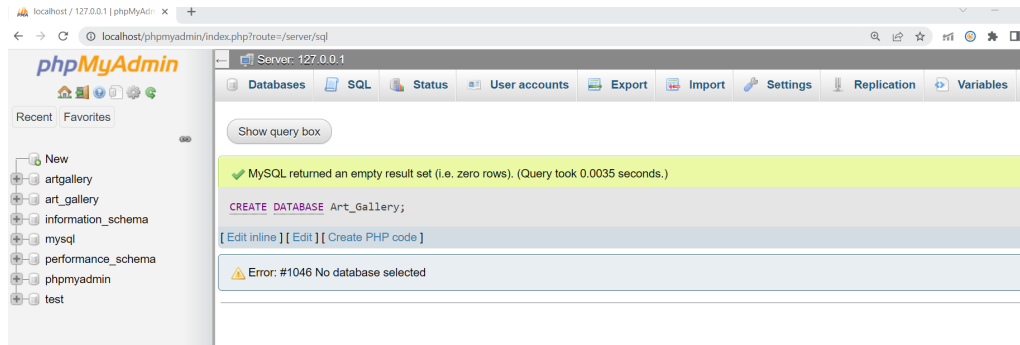 localhost / 127.0.0.1 | phpMyAdn
localhost/phpmyadmin/index.php?route=/server/sql
phpMyAdmin
Recent Favorites
New
artgallery
art_gallery
information_schema
mysql
performance_schema
phpmyadmin
test
Server: 127.0.0.1
Databases SQL Status User accounts Export Import Settings Replication Variables
Show query box
MySQL returned an empty result set (i.e. zero rows). (Query took 0.0035 seconds.)
CREATE DATABASE Art_Gallery;
[ Edit inline ] [ Edit ] [ Create PHP code ]
Error: #1046 No database selected